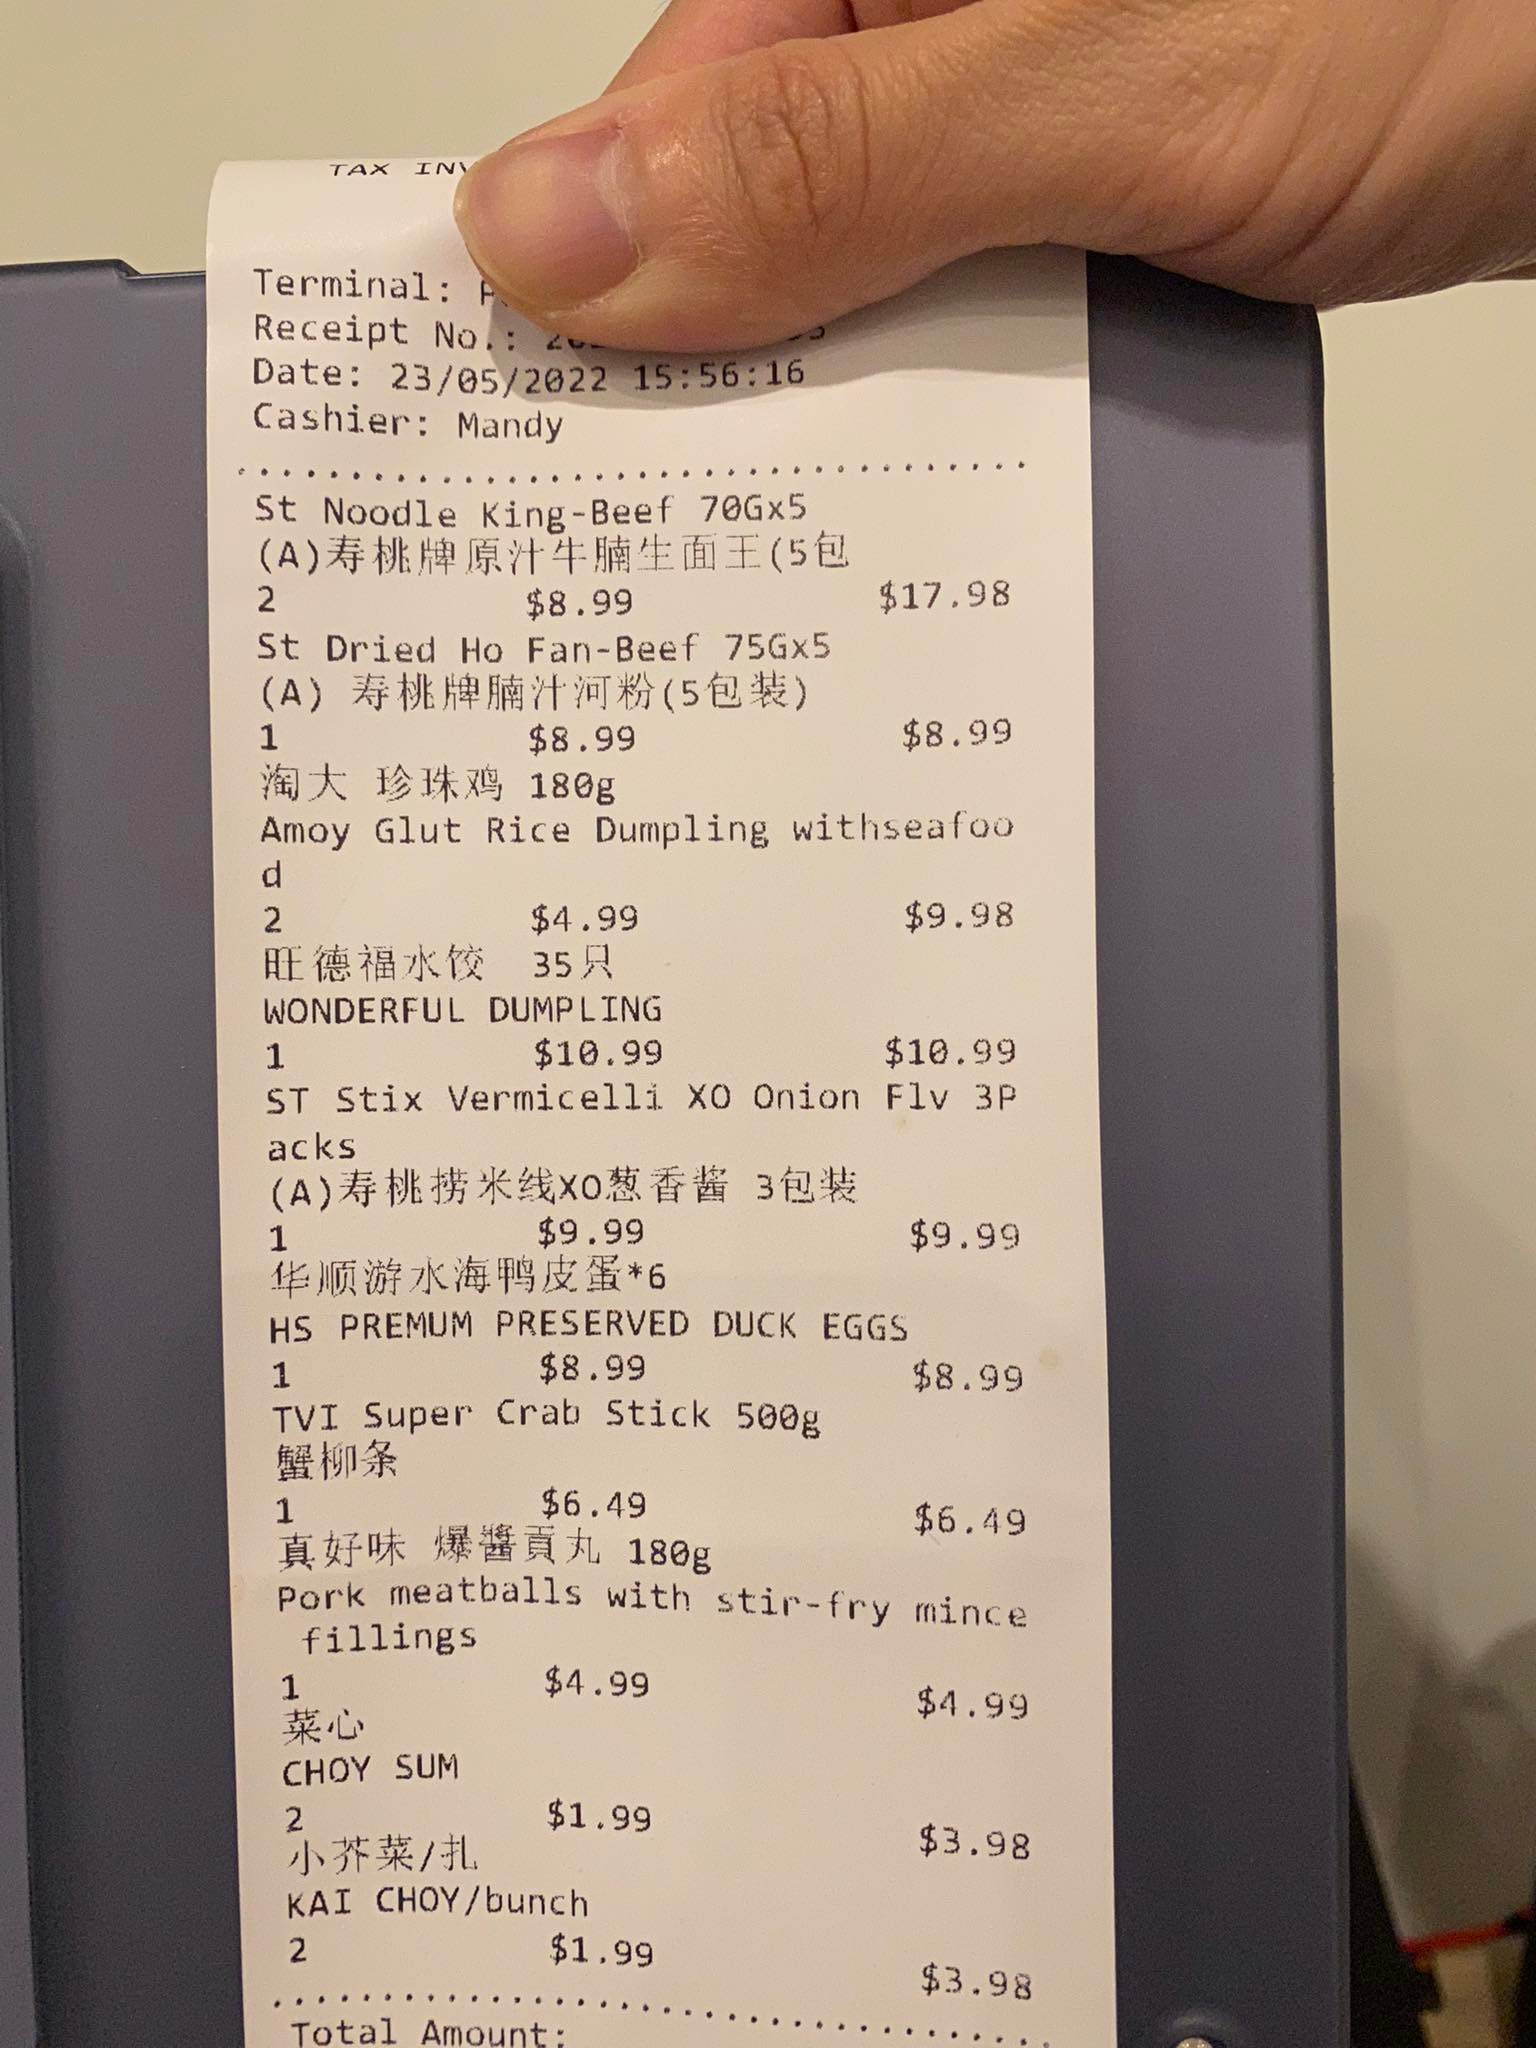 TAX INV
Terminal:
Receipt No.:
Date: 23/05/2022 15:56:16
Cashier: Mandy
St Noodle King-Beef 70Gx5
(A)寿桃牌原汁牛腩生面王(5包
2 $8.99 $17.98
St Dried Ho Fan-Beef 75Gx5
(A) 寿桃牌腩汁河粉(5包装)
1 $8.99 $8.99
淘大 珍珠鸡 180g
Amoy Glut Rice Dumpling withseafoo
d
2 $4.99 $9.98
旺德福水饺 35只
WONDERFUL DUMPLING
1 $10.99 $10.99
ST Stix Vermicelli XO Onion Flv 3P
acks
(A)寿桃捞米线XO葱香酱 3包装
1 $9.99 $9.99
华顺游水海鸭皮蛋*6
HS PREMUM PRESERVED DUCK EGGS
1 $8.99 $8.99
TVI Super Crab Stick 500g
蟹柳条
1 $6.49 $6.49
真好味 爆醬貢丸 180g
Pork meatballs with stir-fry mince
fillings
1 $4.99 $4.99
菜心
CHOY SUM
2 $1.99 $3.98
小芥菜/扎
KAI CHOY/bunch
2 $1.99 $3.98
Total Amount: